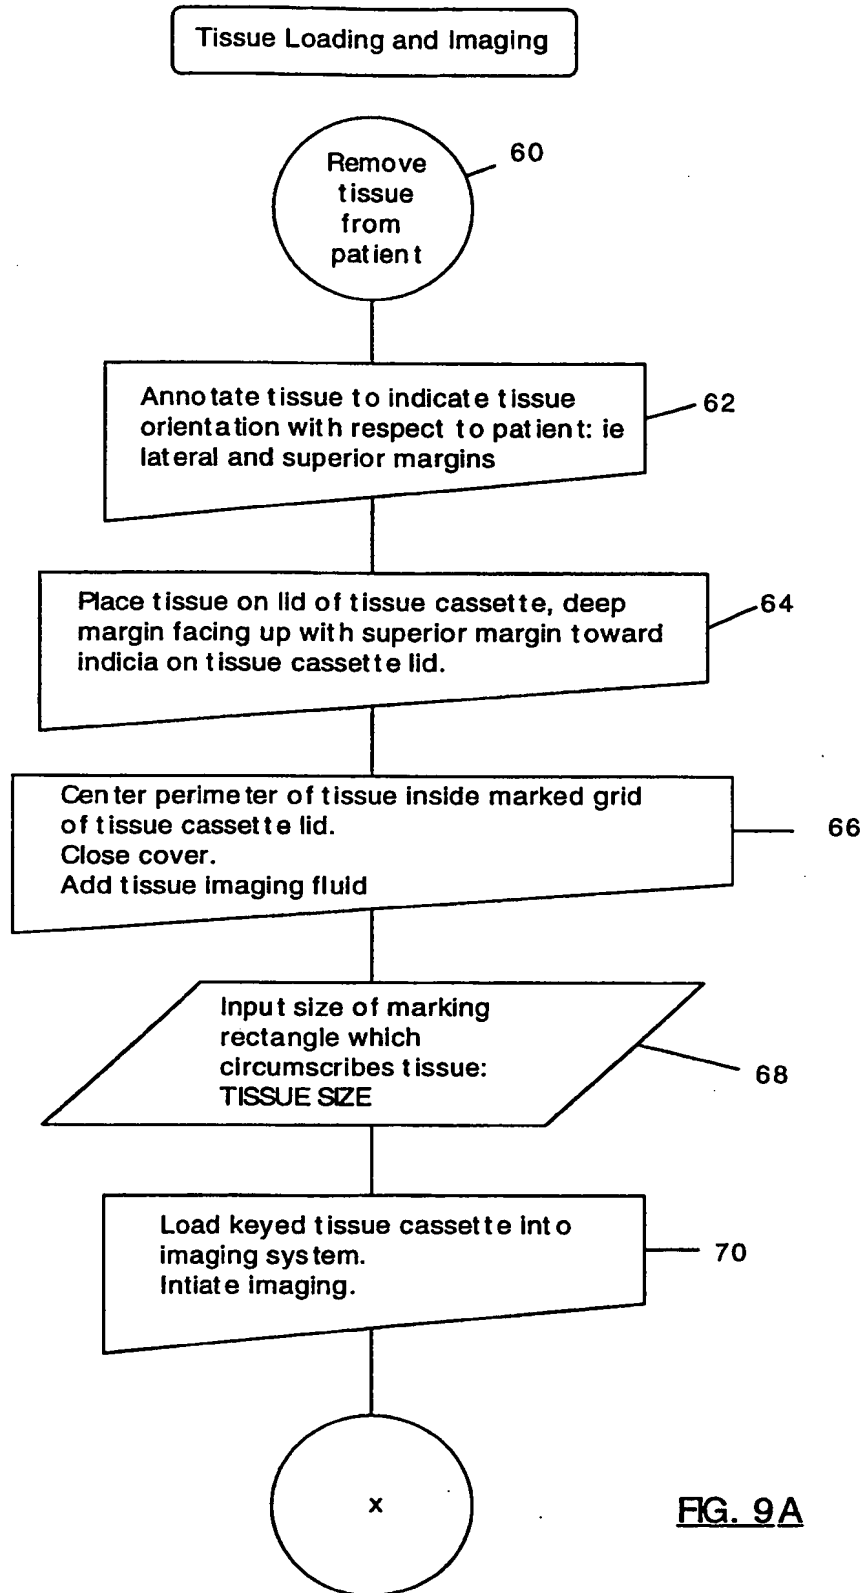 Tissue Loading and Imaging
Remove
tissue
from
patient
60
Annotate tissue to indicate tissue
orientation with respect to patient: ie
lateral and superior margins
62
Place tissue on lid of tissue cassette, deep
margin facing up with superior margin toward
indicia on tissue cassette lid.
64
Center perimeter of tissue inside marked grid
of tissue cassette lid.
Close cover.
Add tissue imaging fluid
66
Input size of marking
rectangle which
circumscribes tissue:
TISSUE SIZE
68
Load keyed tissue cassette into
imaging system.
Intiate imaging.
70
x
FIG. 9A